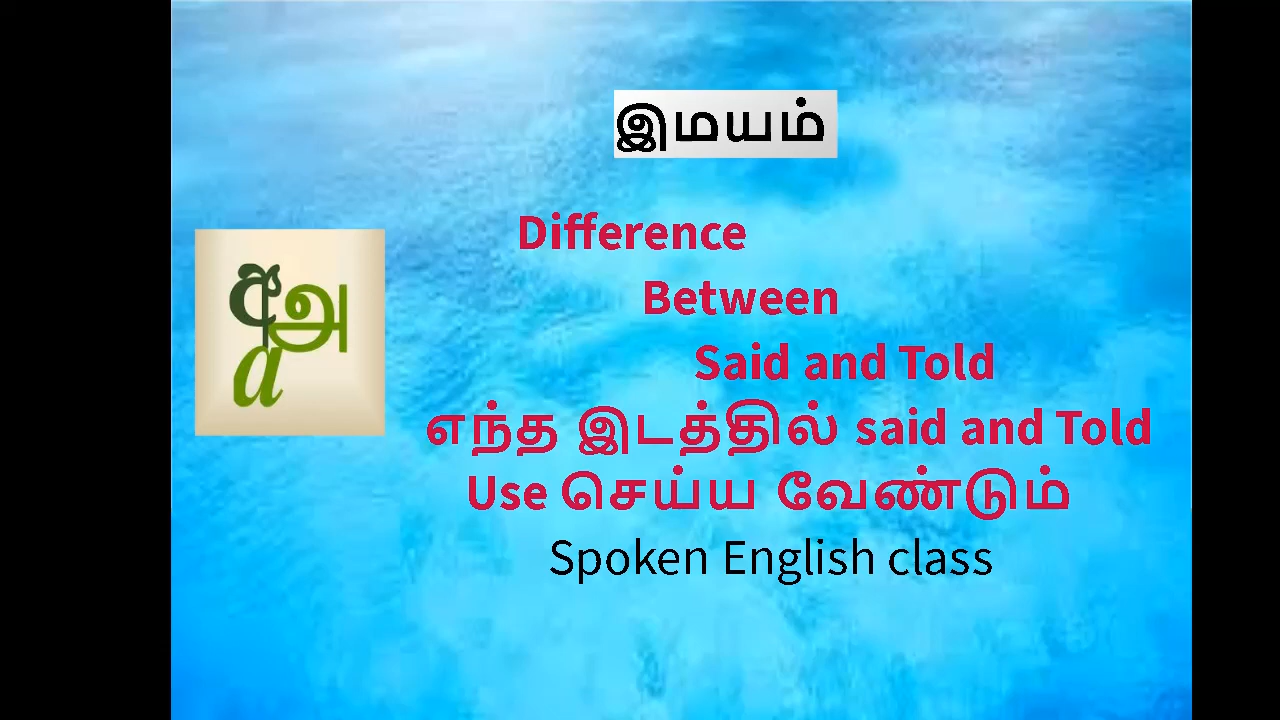 இமயம்
Difference
Between
Said and Told
எந்த இடத்தில் said and Told
Use செய்ய வேண்டும்
Spoken English class
அ
a